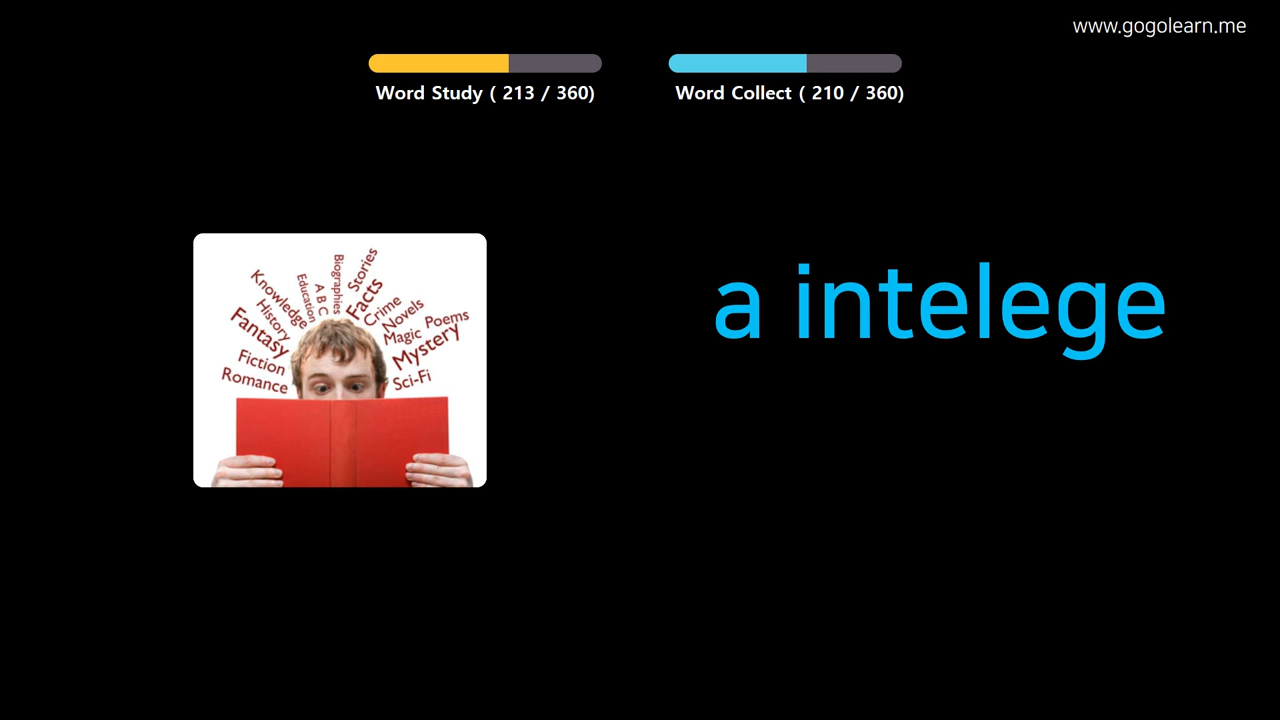 www.gogolearn.me
Word Study ( 213 / 360)
Word Collect ( 210 / 360)
a intelege
Stories
Biographies
Facts
A B C
Education
Knowledge
History
Crime
Novels
Poems
Magic
Fantasy
Mystery
Fiction
Romance
Sci-Fi